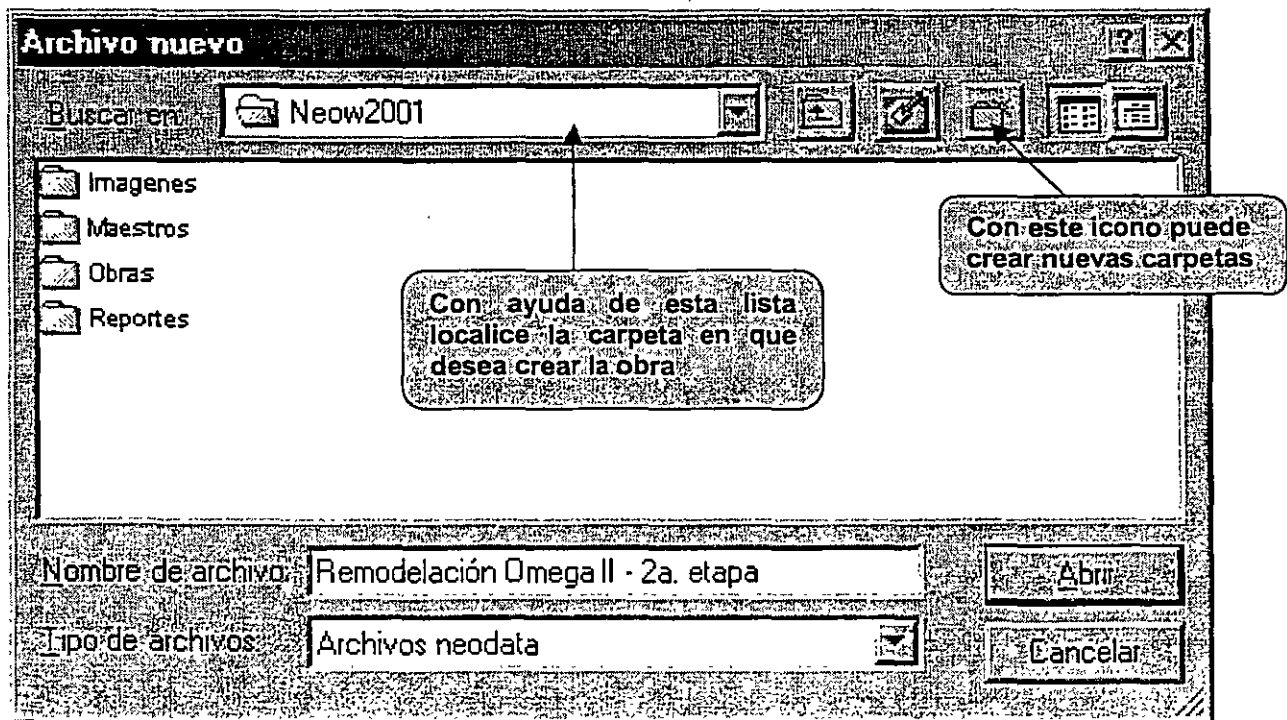 Archivo nuevo
Buscar en: Neow2001
Imagenes
Maestros
Obras
Reportes
Con este icono puede
crear nuevas carpetas
Con ayuda de esta lista
localice la carpeta en que
desea crear la obra
Nombre de archivo: Remodelación Omega II - 2a. etapa
Abrir
Tipo de archivos: Archivos neodata
Cancelar